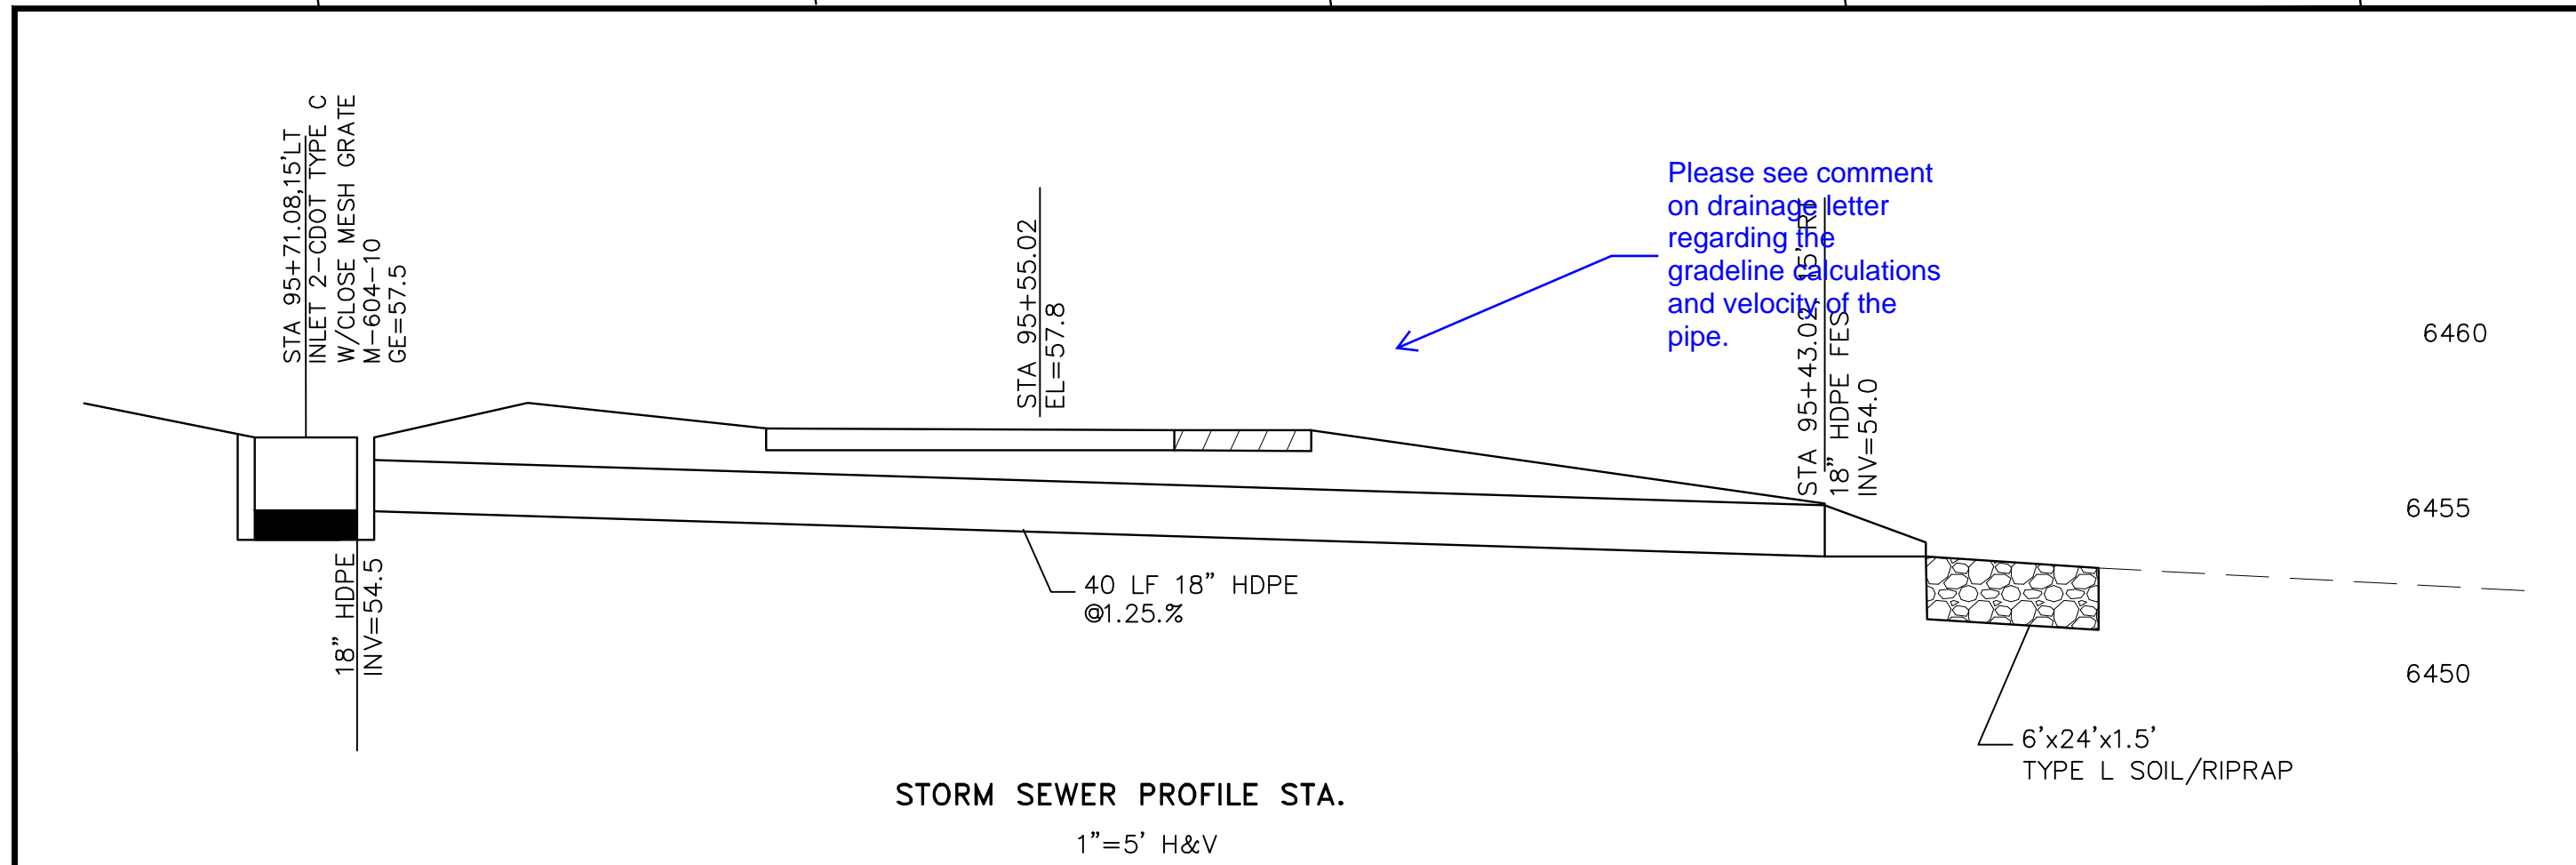 STA 95+71.08,15'LT
INLET 2-CDOT TYPE C
W/CLOSE MESH GRATE
M-604-10
GE=57.5
STA 95+55.02
EL=57.8
Please see comment
on drainage letter
regarding the
gradeline calculations
and velocity of the
pipe.
STA 95+43.02, 15' RT
18" HDPE FES
INV=54.0
6460
6455
6450
18" HDPE
INV=54.5
40 LF 18" HDPE
@1.25.%
6'x24'x1.5'
TYPE L SOIL/RIPRAP
STORM SEWER PROFILE STA.
1"=5' H&V